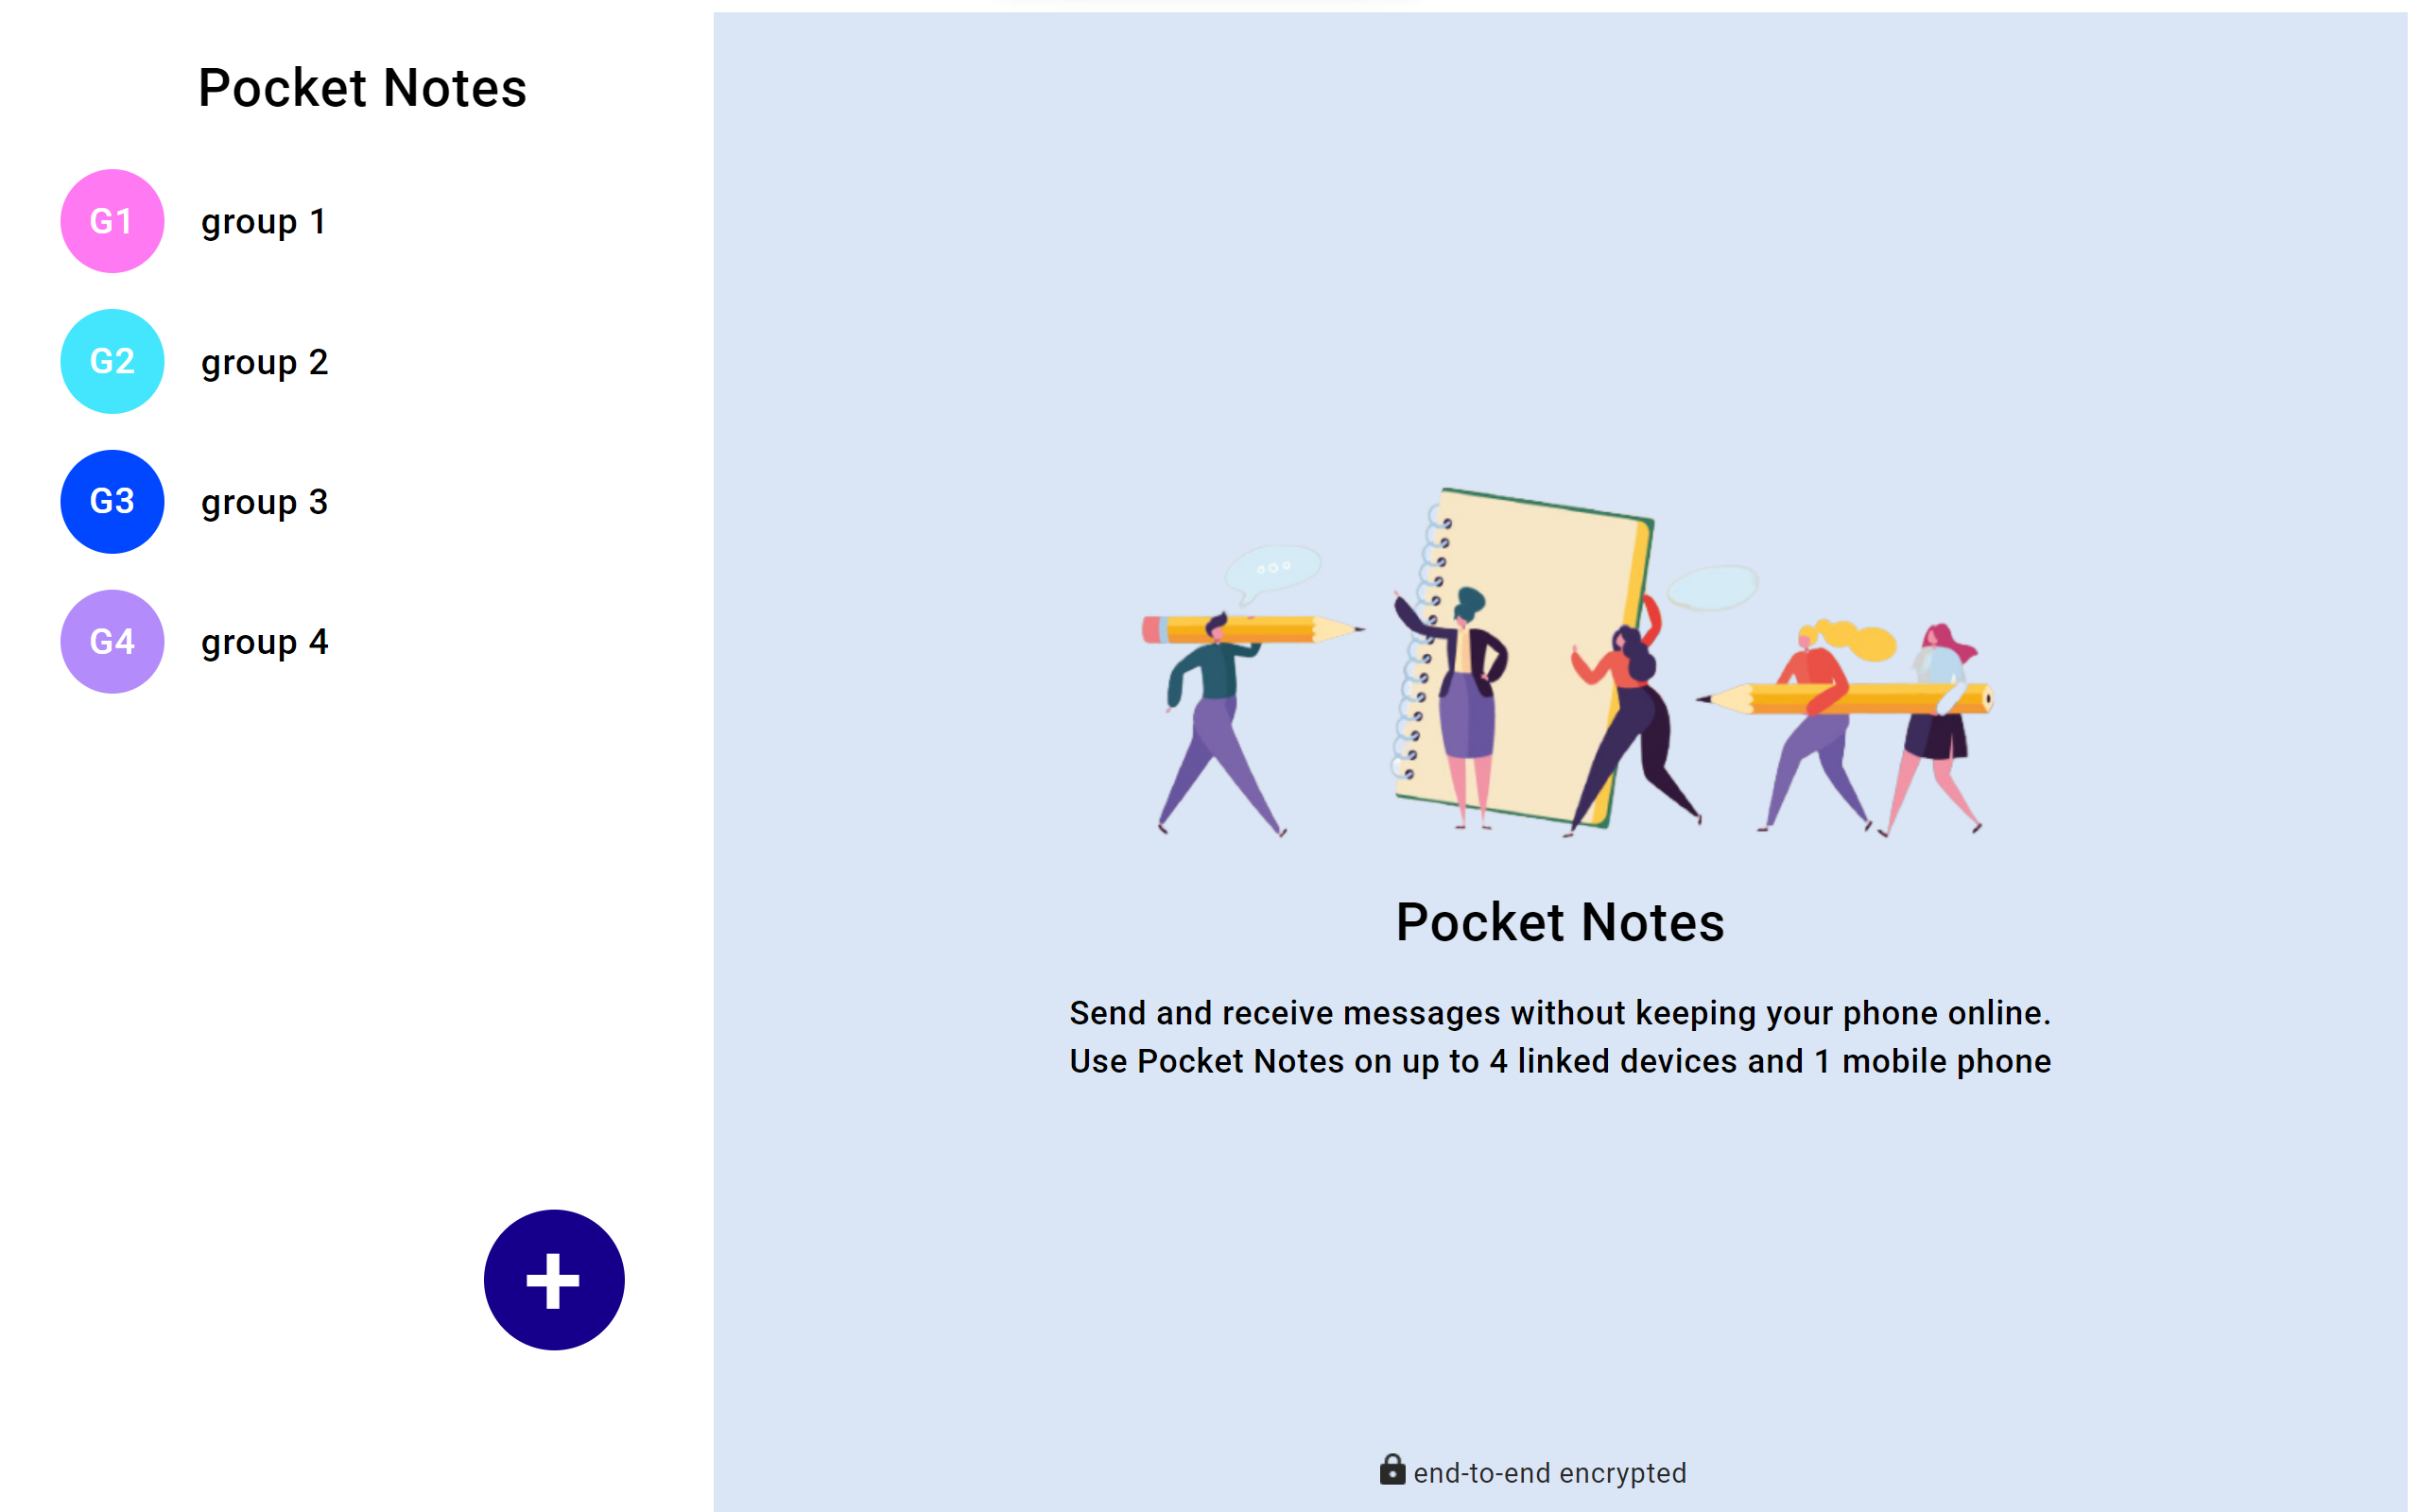 Pocket Notes
G1 group 1
G2 group 2
G3 group 3
G4 group 4
+
Pocket Notes
Send and receive messages without keeping your phone online.
Use Pocket Notes on up to 4 linked devices and 1 mobile phone
end-to-end encrypted